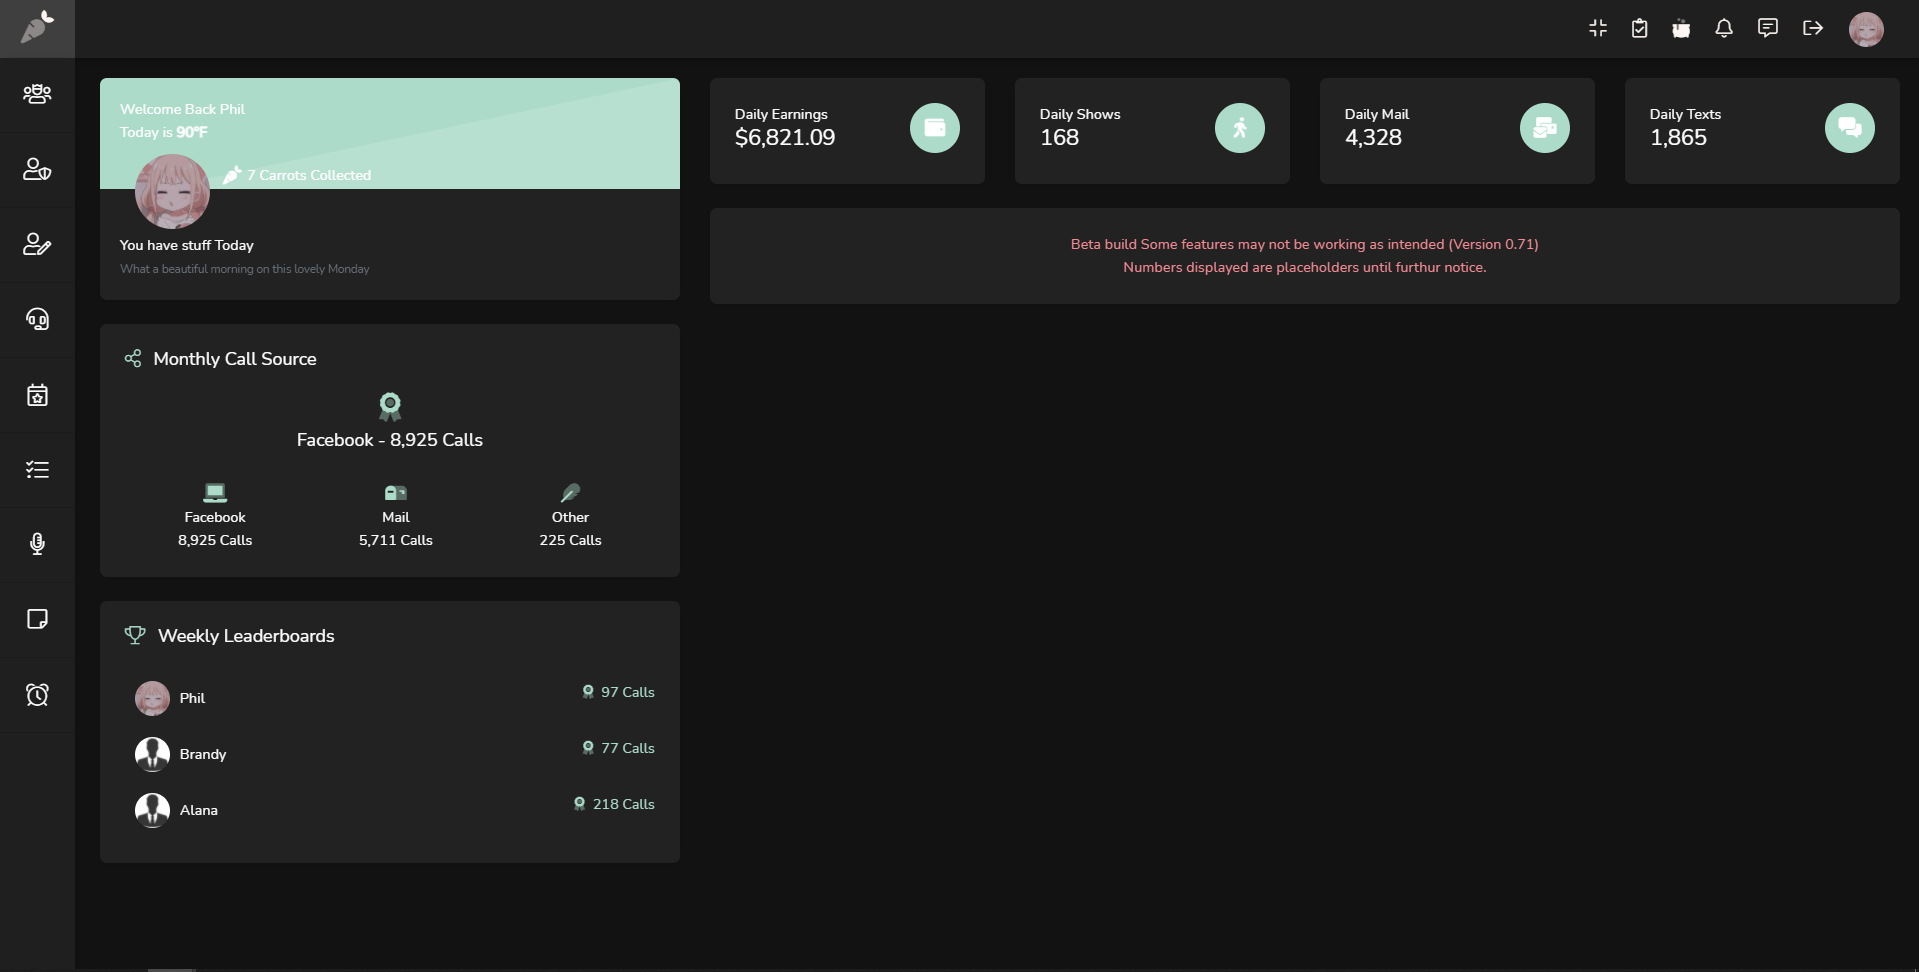 Welcome Back Phil
Today is 90°F
7 Carrots Collected
You have stuff Today
What a beautiful morning on this lovely Monday
Daily Earnings
$6,821.09
Daily Shows
168
Daily Mail
4,328
Daily Texts
1,865
Beta build Some features may not be working as intended (Version 0.71)
Numbers displayed are placeholders until furthur notice.
Monthly Call Source
Facebook - 8,925 Calls
Facebook
8,925 Calls
Mail
5,711 Calls
Other
225 Calls
Weekly Leaderboards
Phil
97 Calls
Brandy
77 Calls
Alana
218 Calls